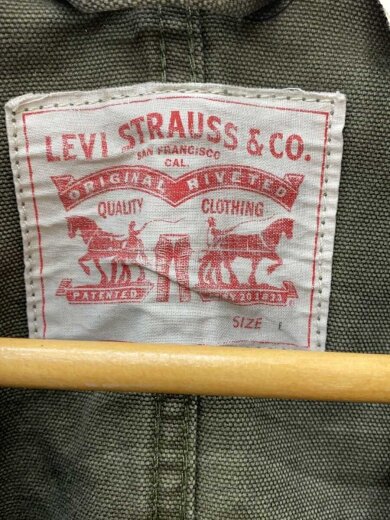 LEVI STRAUSS & CO.
SAN FRANCISCO
CAL.
ORIGINAL RIVETED
QUALITY CLOTHING
PATENTED
SIZE